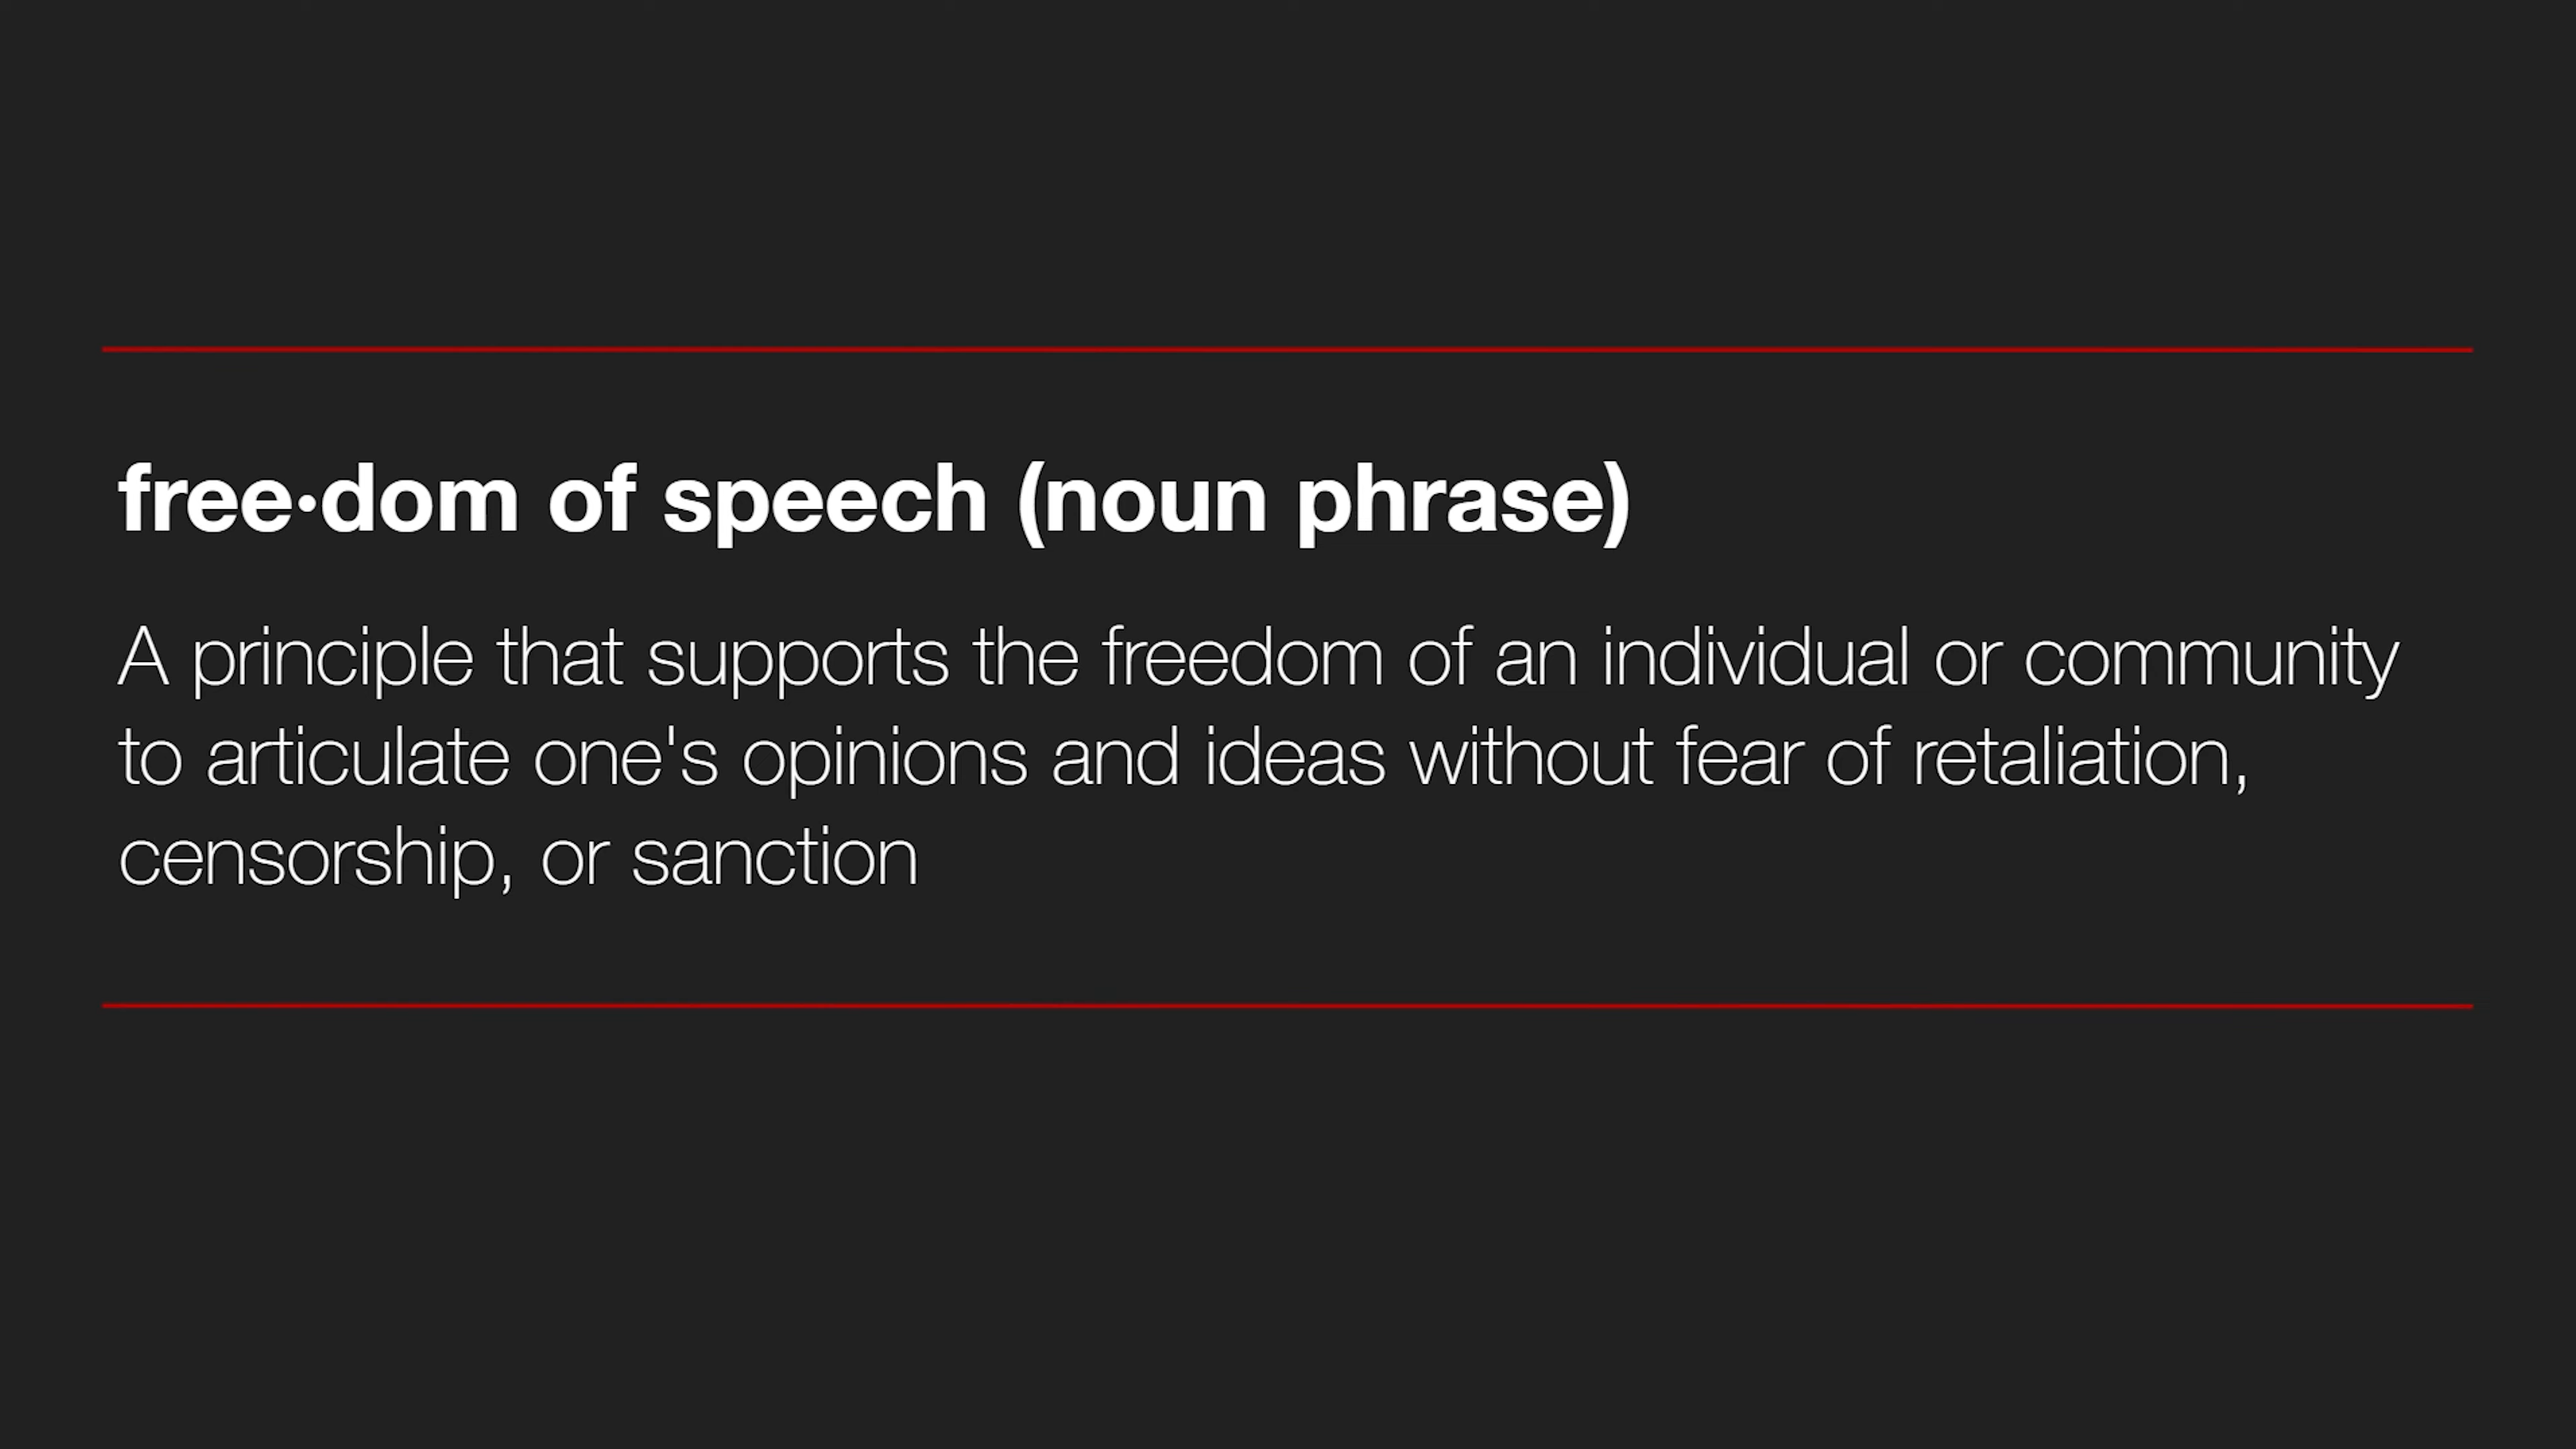 free·dom of speech (noun phrase)
A principle that supports the freedom of an individual or community
to articulate one's opinions and ideas without fear of retaliation,
censorship, or sanction